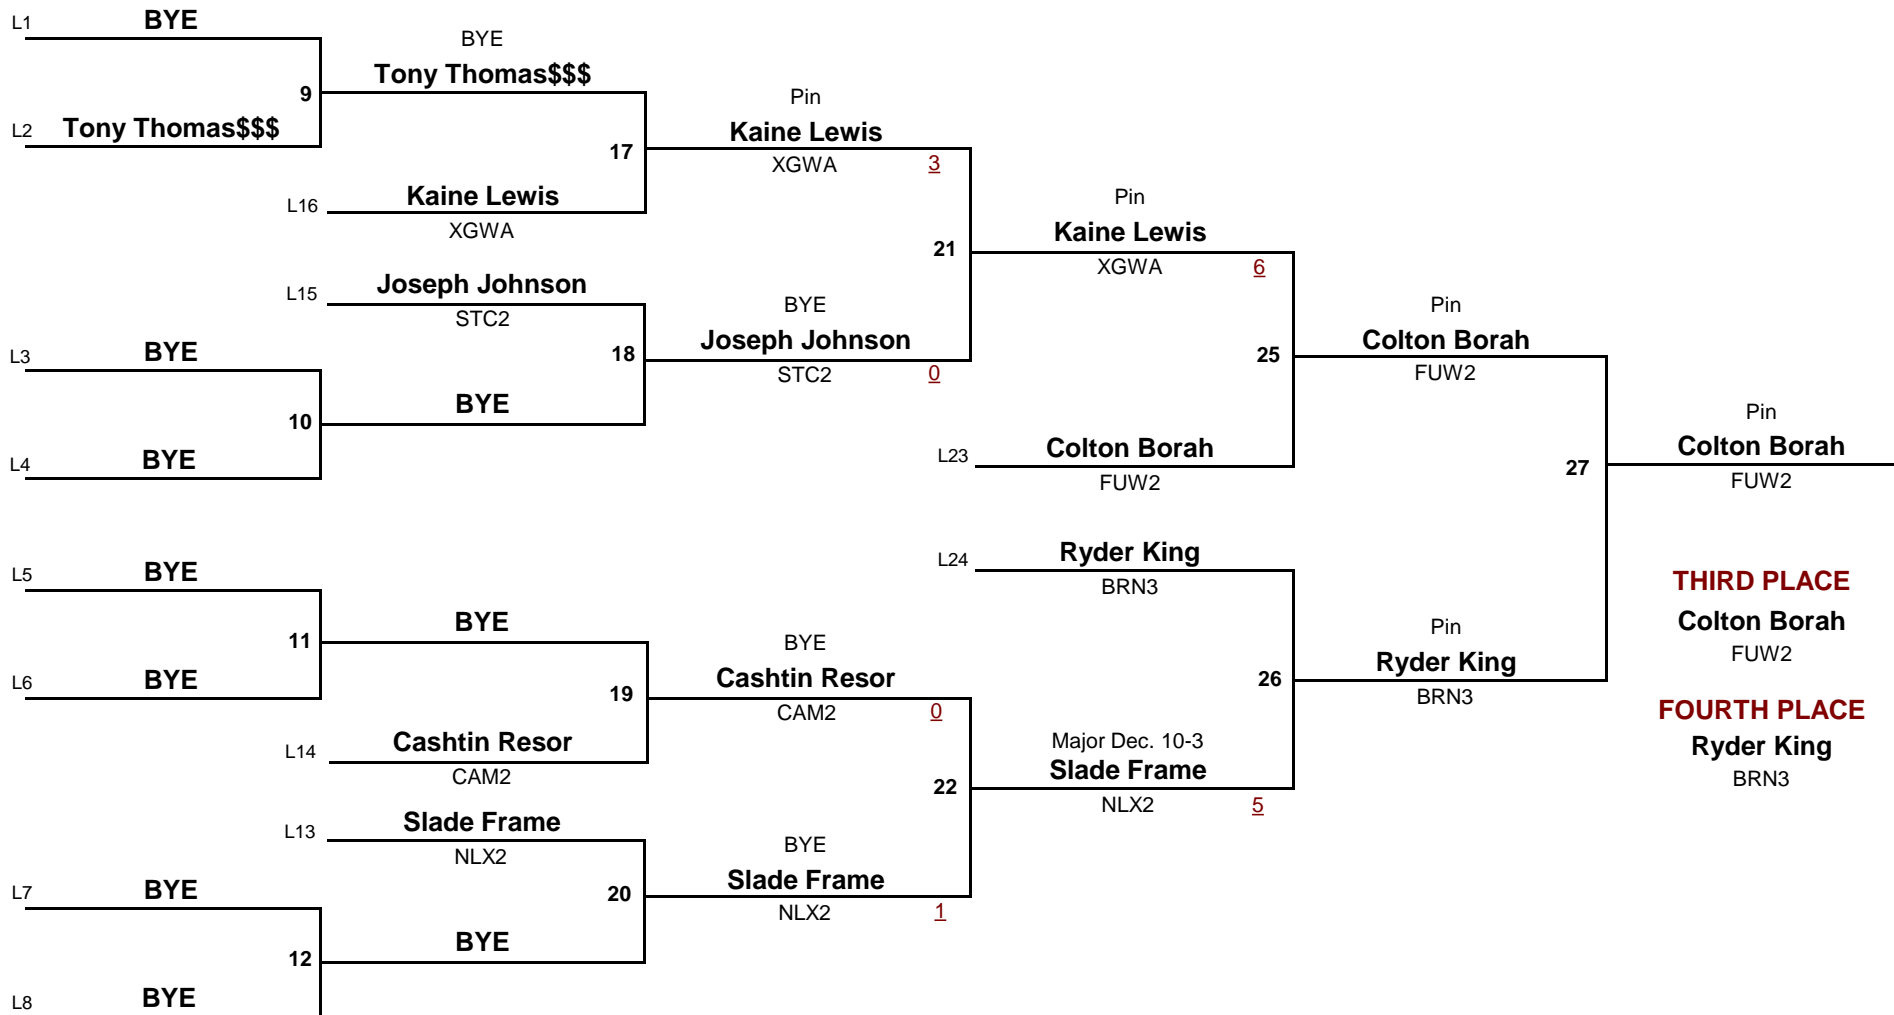 L1 BYE
BYE
Tony Thomas$$$
9
L2 Tony Thomas$$$
Pin
Kaine Lewis
XGWA 3
17
L16 Kaine Lewis
XGWA
Pin
Kaine Lewis
XGWA 6
21
L15 Joseph Johnson
STC2
BYE
Joseph Johnson
STC2 0
18
L3 BYE
10
BYE
L4 BYE
Pin
Colton Borah
FUW2
25
L23 Colton Borah
FUW2
Pin
Colton Borah
FUW2
27
L24 Ryder King
BRN3
L5 BYE
11
BYE
L6 BYE
BYE
Cashtin Resor
CAM2 0
19
L14 Cashtin Resor
CAM2
Pin
Ryder King
BRN3
26
Major Dec. 10-3
Slade Frame
NLX2 5
22
L13 Slade Frame
NLX2
BYE
Slade Frame
NLX2 1
20
L7 BYE
12
BYE
L8 BYE
THIRD PLACE
Colton Borah
FUW2
FOURTH PLACE
Ryder King
BRN3